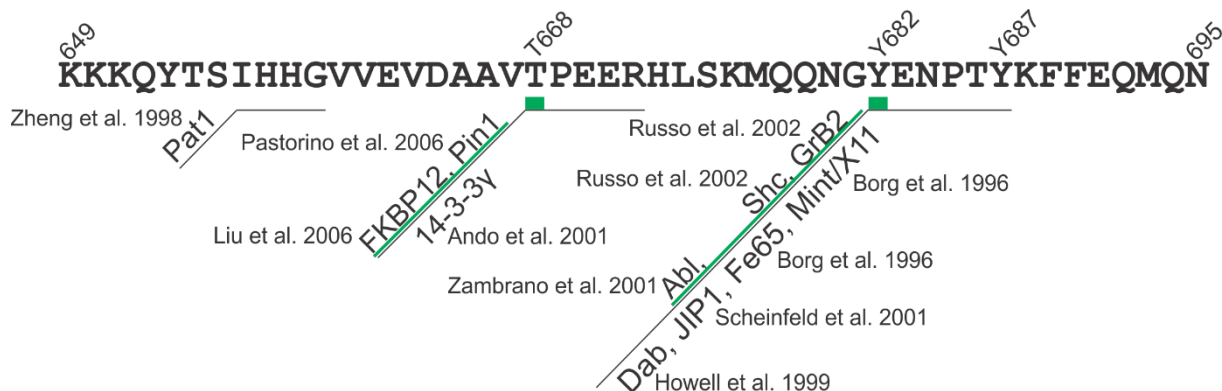 649 T668 Y682 Y687 695
KKKQYTSIHHGVVEVDAAVTPEERHLSKMQQNGYENPTYKFFEQMQN
Zheng et al. 1998
Pat1
Pastorino et al. 2006
FKBP12, Pin1
14-3-3γ
Liu et al. 2006
Ando et al. 2001
Russo et al. 2002
Russo et al. 2002
Abl, Shc, GrB2
Dab, JIP1, Fe65, Mint/X11
Borg et al. 1996
Zambrano et al. 2001
Borg et al. 1996
Scheinfeld et al. 2001
Howell et al. 1999